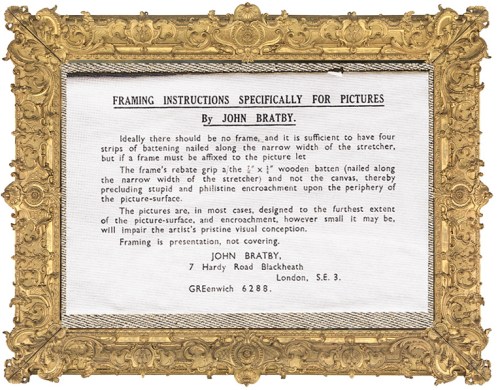 FRAMING INSTRUCTIONS SPECIFICALLY FOR PICTURES
By JOHN BRATBY.
Ideally there should be no frame, and it is sufficient to have four
strips of battening nailed along the narrow width of the stretcher,
but if a frame must be affixed to the picture let
The frame's rebate grip a/the ½" x ½" wooden batten (nailed along
the narrow width of the stretcher) and not the canvas, thereby
precluding stupid and philistine encroachment upon the periphery of
the picture-surface.
The pictures are, in most cases, designed to the furthest extent
of the picture-surface, and encroachment, however small it may be,
will impair the artist's pristine visual conception.
Framing is presentation, not covering.
JOHN BRATBY,
7 Hardy Road Blackheath
London, S.E. 3.
GREenwich 6288.